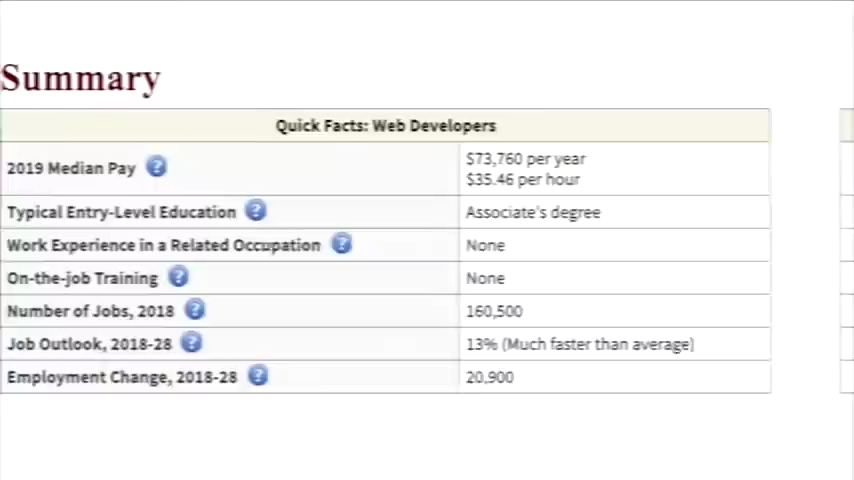 Summary
Quick Facts: Web Developers
2019 Median Pay ? $73,760 per year
$35.46 per hour
Typical Entry-Level Education ? Associate's degree
Work Experience in a Related Occupation ? None
On-the-job Training ? None
Number of Jobs, 2018 ? 160,500
Job Outlook, 2018-28 ? 13% (Much faster than average)
Employment Change, 2018-28 ? 20,900